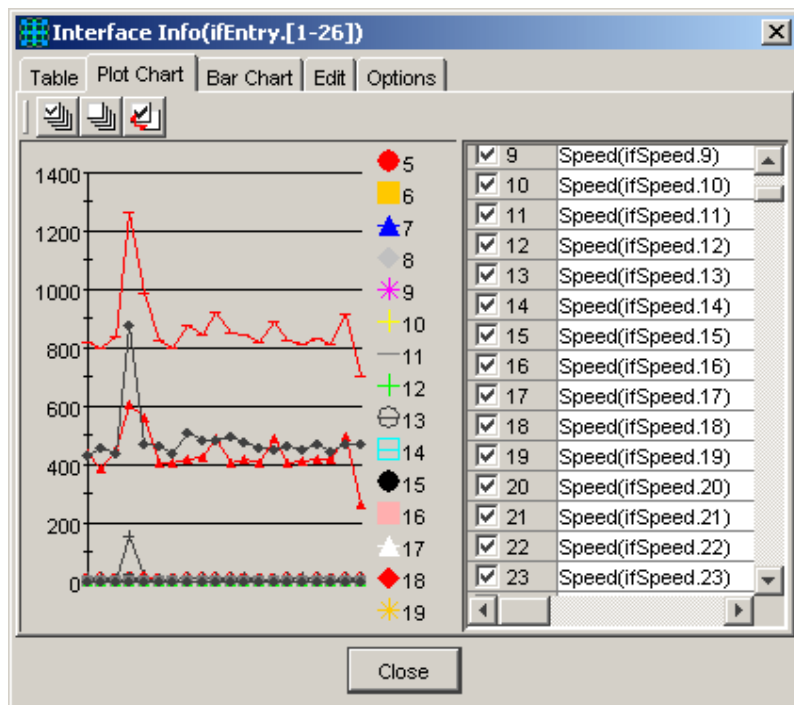 Interface Info(ifEntry.[1-26])
Table Plot Chart Bar Chart Edit Options
1400
1200
1000
800
600
400
200
0
5
6
7
8
9
10
11
12
13
14
15
16
17
18
19
9 Speed(ifSpeed.9)
10 Speed(ifSpeed.10)
11 Speed(ifSpeed.11)
12 Speed(ifSpeed.12)
13 Speed(ifSpeed.13)
14 Speed(ifSpeed.14)
15 Speed(ifSpeed.15)
16 Speed(ifSpeed.16)
17 Speed(ifSpeed.17)
18 Speed(ifSpeed.18)
19 Speed(ifSpeed.19)
20 Speed(ifSpeed.20)
21 Speed(ifSpeed.21)
22 Speed(ifSpeed.22)
23 Speed(ifSpeed.23)
Close